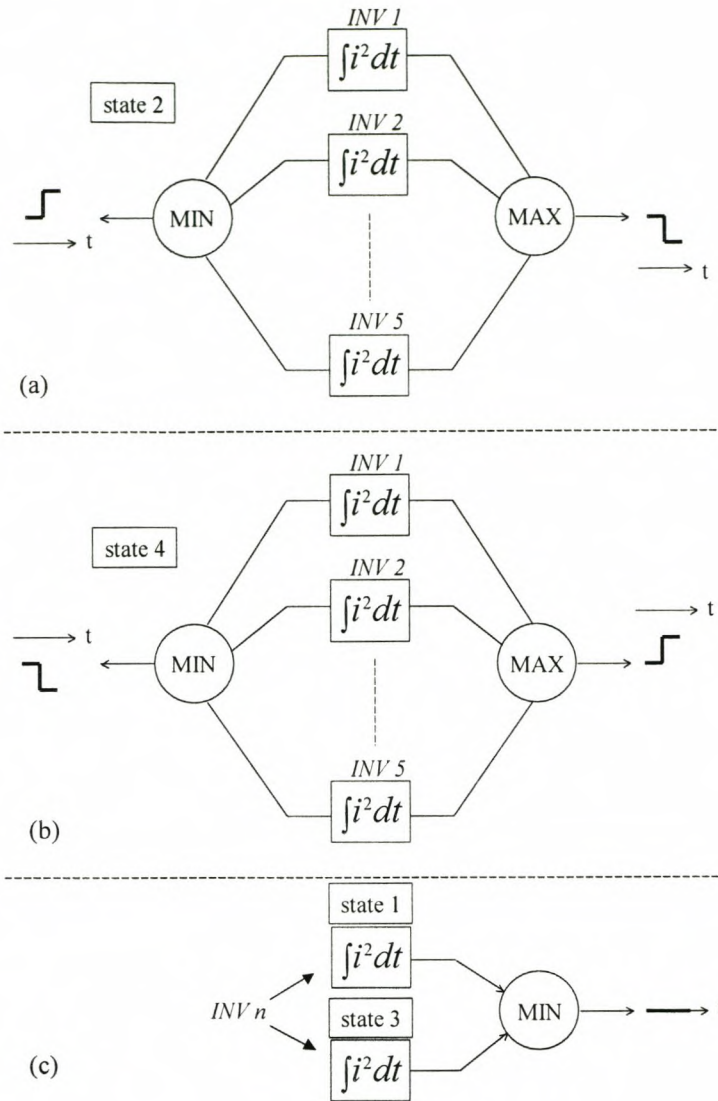 INV 1
∫i²dt
state 2
INV 2
∫i²dt
MIN
MAX
t
t
INV 5
∫i²dt
(a)
INV 1
∫i²dt
state 4
INV 2
∫i²dt
t
t
MIN
MAX
INV 5
∫i²dt
(b)
state 1
∫i²dt
INV n
MIN
state 3
∫i²dt
(c)